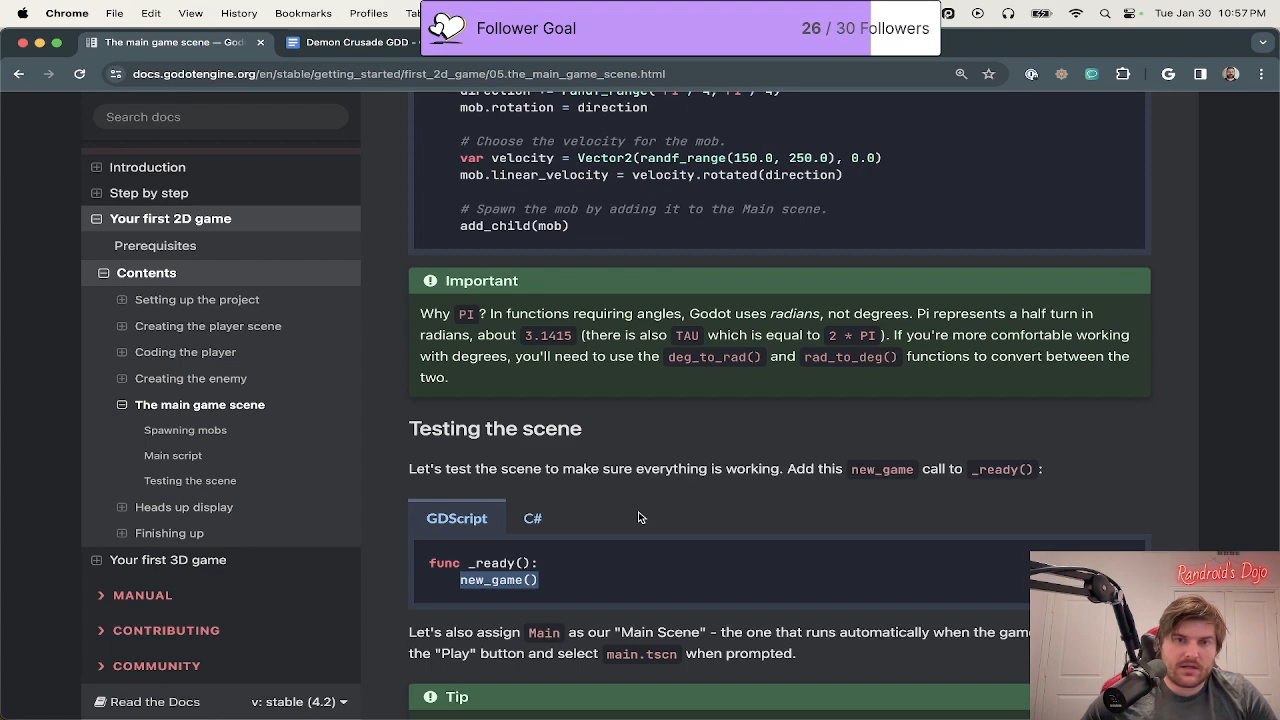 Chrome File Edit View History Bookmarks Profiles Tab
Tue Jan 30 10:57 PM
Follower Goal 26 / 30 Followers
The main game scene — God
Demon Crusade GDD -
docs.godotengine.org/en/stable/getting_started/first_2d_game/05.the_main_game_scene.html
Search docs
Introduction
Step by step
Your first 2D game
Prerequisites
Contents
Setting up the project
Creating the player scene
Coding the player
Creating the enemy
The main game scene
Spawning mobs
Main script
Testing the scene
Heads up display
Finishing up
Your first 3D game
MANUAL
CONTRIBUTING
COMMUNITY
Read the Docs v: stable (4.2)
direction += randf_range(-PI / 4, PI / 4)
mob.rotation = direction
# Choose the velocity for the mob.
var velocity = Vector2(randf_range(150.0, 250.0), 0.0)
mob.linear_velocity = velocity.rotated(direction)
# Spawn the mob by adding it to the Main scene.
add_child(mob)
Important
Why PI? In functions requiring angles, Godot uses radians, not degrees. Pi represents a half turn in
radians, about 3.1415 (there is also TAU which is equal to 2 * PI). If you're more comfortable working
with degrees, you'll need to use the deg_to_rad() and rad_to_deg() functions to convert between the
two.
Testing the scene
Let's test the scene to make sure everything is working. Add this new_game call to _ready():
GDScript C#
func _ready():
new_game()
Let's also assign Main as our "Main Scene" - the one that runs automatically when the game
the "Play" button and select main.tscn when prompted.
Tip
Randroid's Dojo